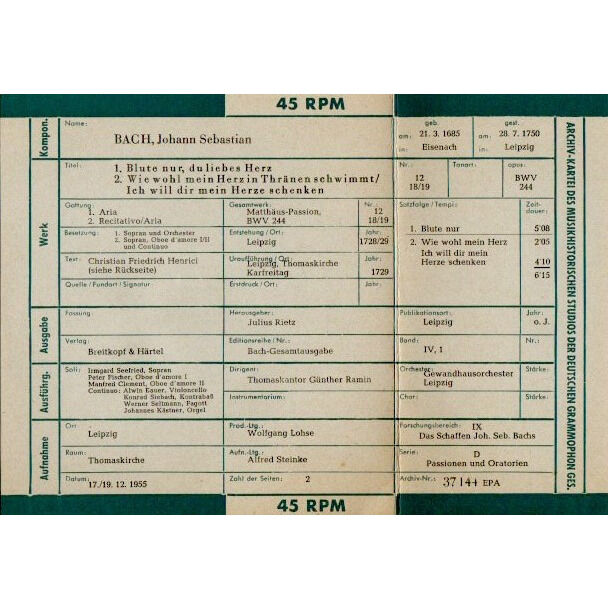 45 RPM
Kompon.
Name:
BACH, Johann Sebastian
geb.
am: 21. 3. 1685
in: Eisenach
gest.
am: 28. 7. 1750
in: Leipzig
Werk
Titel:
1. Blute nur, du liebes Herz
2. Wie wohl mein Herz in Thränen schwimmt/
Ich will dir mein Herze schenken
Nr.:
12
18/19
Tonart:
opus:
BWV
244
Gattung:
1. Aria
2. Recitativo/Aria
Gesamtwerk:
Matthäus-Passion,
BWV 244
Nr.:
12
18/19
Satzfolge / Tempi:
Zeit-
dauer:
1. Blute nur 5'08
2. Wie wohl mein Herz 2'05
Ich will dir mein
Herze schenken 4'10
6'15
Besetzung:
1. Sopran und Orchester
2. Sopran, Oboe d'amore I/II
und Continuo
Entstehung / Ort:
Leipzig
Jahr:
1728/29
Text:
Christian Friedrich Henrici
(siehe Rückseite)
Uraufführung / Ort:
Leipzig, Thomaskirche
Karfreitag
Jahr:
1729
Quelle / Fundort / Signatur
Erstdruck / Ort:
Jahr:
Ausgabe
Fassung
Herausgeber:
Julius Rietz
Publikationsort:
Leipzig
Jahr:
o. J.
Verlag:
Breitkopf & Härtel
Editionsreihe / Nr.:
Bach-Gesamtausgabe
Band:
IV, 1
Nr.:
Ausführg.
Soli:
Irmgard Seefried, Sopran
Peter Fischer, Oboe d'amore I
Manfred Clement, Oboe d'amore II
Continuo: Alwin Bauer, Violoncello
Konrad Siebach, Kontrabaß
Werner Seltmann, Fagott
Johannes Kästner, Orgel
Dirigent:
Thomaskantor Günther Ramin
Orchester:
Gewandhausorchester
Leipzig
Stärke:
Instrumentarium:
Chor:
Stärke:
Aufnahme
Ort
Leipzig
Prod.-Ltg.:
Wolfgang Lohse
Forschungsbereich: IX
Das Schaffen Joh. Seb. Bachs
Raum:
Thomaskirche
Aufn.-Ltg.:
Alfred Steinke
Serie: D
Passionen und Oratorien
Datum:
17./19. 12. 1955
Zahl der Seiten: 2
Archiv-Nr.: 37144 EPA
ARCHIV-KARTEI DES MUSIKHISTORISCHEN STUDIOS DER DEUTSCHEN GRAMMOPHON GES.
45 RPM